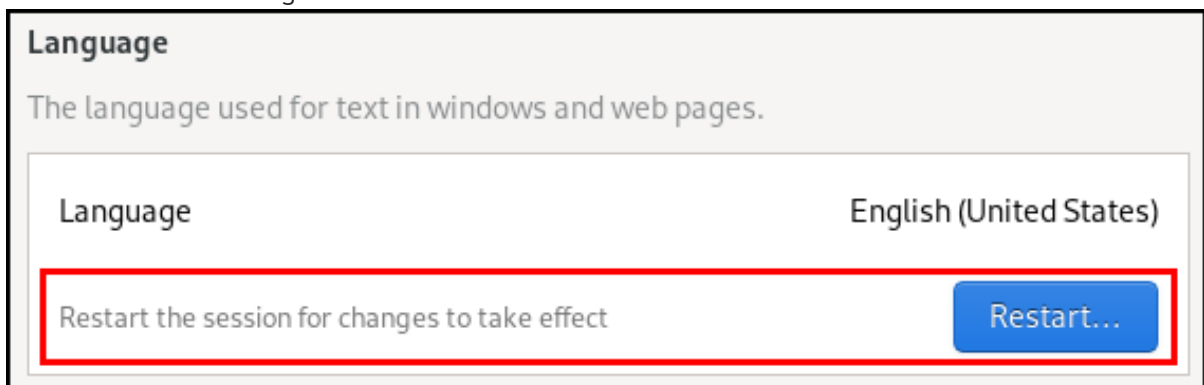 Language
The language used for text in windows and web pages.
Language English (United States)
Restart the session for changes to take effect Restart...